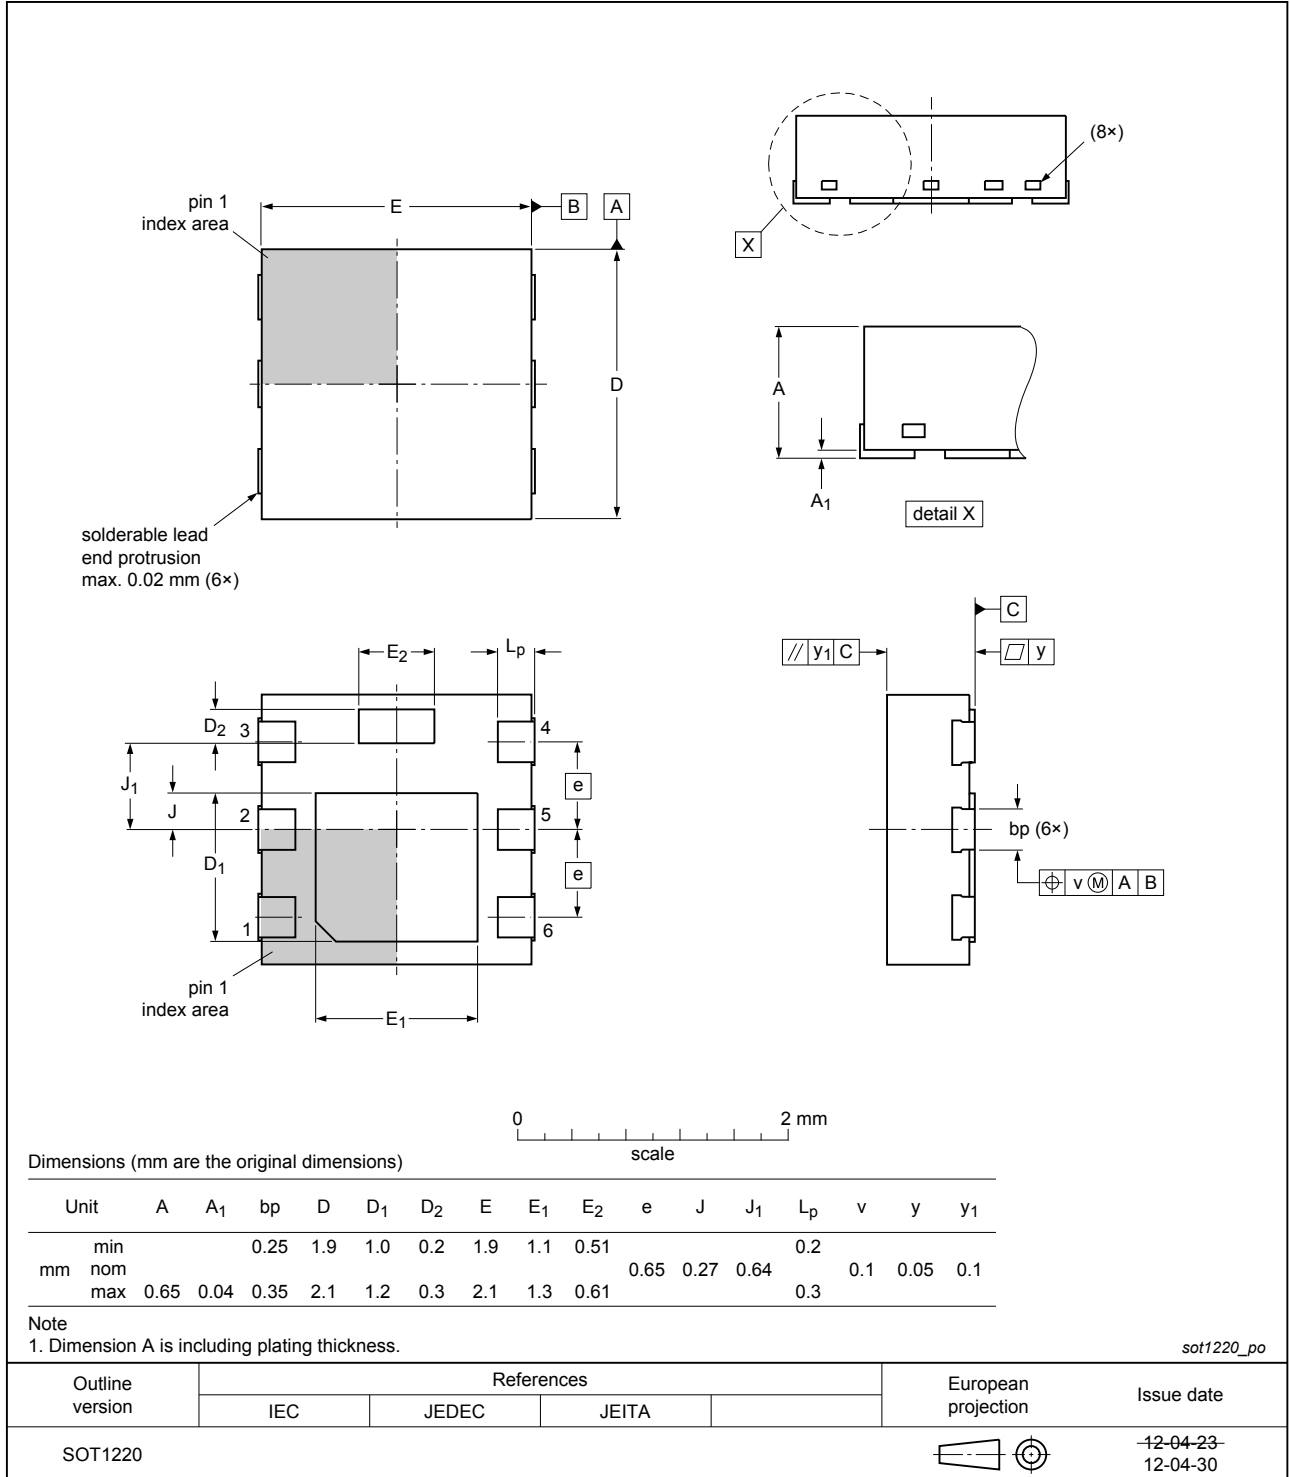 (8×)
X
pin 1
index area
E
B
A
D
A
A1
detail X
solderable lead
end protrusion
max. 0.02 mm (6×)
C
// y1 C
y
E2
Lp
D2
3
4
J1
J
e
2
5
D1
e
1
6
bp (6×)
v M A B
pin 1
index area
E1
0 2 mm
scale
Dimensions (mm are the original dimensions)
Unit A A1 bp D D1 D2 E E1 E2 e J J1 Lp v y y1
min 0.25 1.9 1.0 0.2 1.9 1.1 0.51 0.2
mm nom 0.65 0.27 0.64 0.1 0.05 0.1
max 0.65 0.04 0.35 2.1 1.2 0.3 2.1 1.3 0.61 0.3
Note
1. Dimension A is including plating thickness.
sot1220_po
Outline
version
References
IEC JEDEC JEITA
European
projection
Issue date
SOT1220
12-04-23
12-04-30